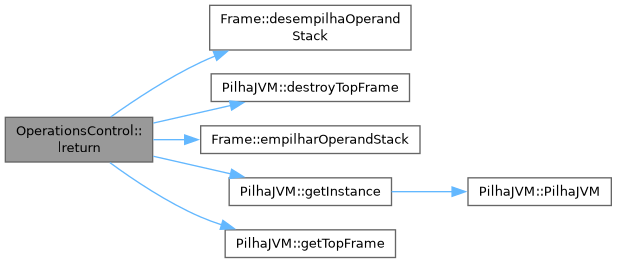 OperationsControl::
lreturn
Frame::desempilhaOperand
Stack
PilhaJVM::destroyTopFrame
Frame::empilharOperandStack
PilhaJVM::getInstance
PilhaJVM::PilhaJVM
PilhaJVM::getTopFrame